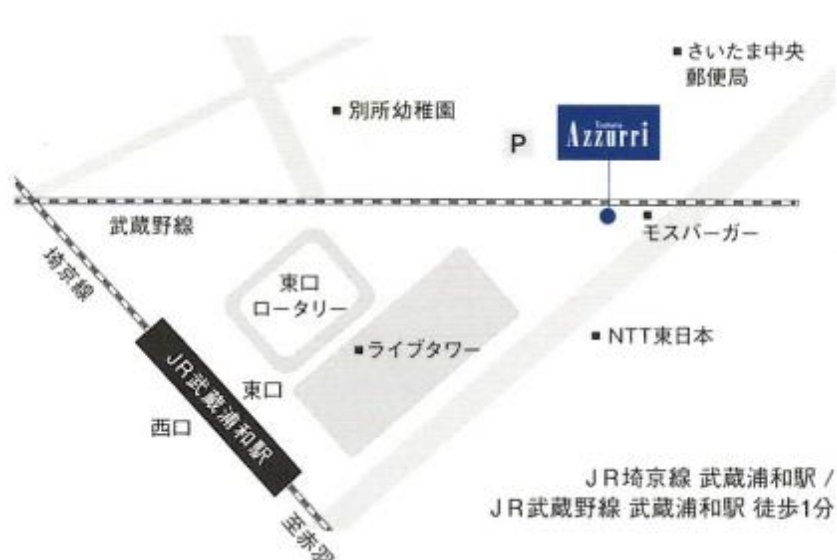 さいたま中央
郵便局
別所幼稚園
P
Azzurri
武蔵野線
モスバーガー
埼京線
東口
ロータリー
ライブタワー
NTT東日本
東口
JR武蔵浦和駅
西口
至赤羽
JR埼京線 武蔵浦和駅 /
JR武蔵野線 武蔵浦和駅 徒歩1分